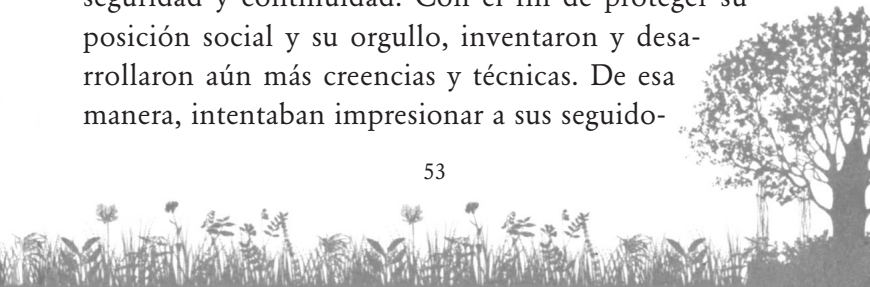 seguridad y continuidad. Con el fin de proteger su
posición social y su orgullo, inventaron y desa-
rrollaron aún más creencias y técnicas. De esa
manera, intentaban impresionar a sus seguido-
53